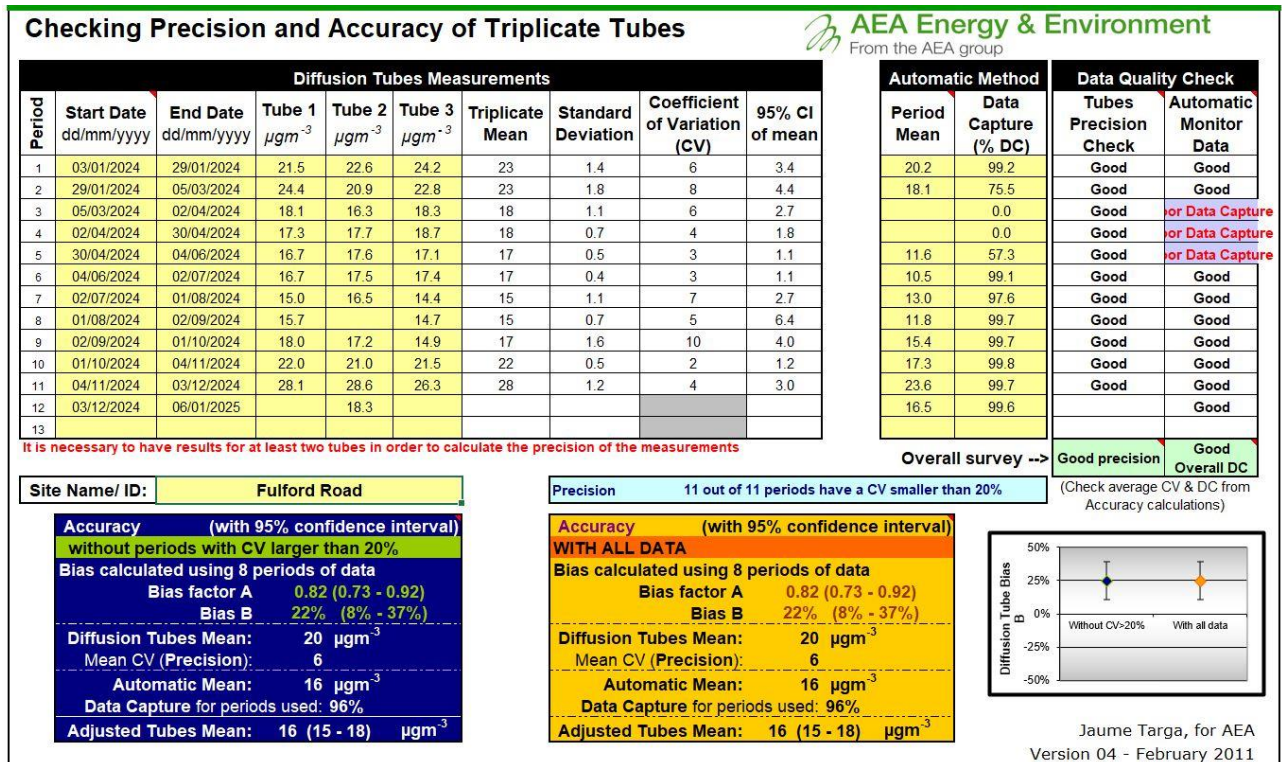 Checking Precision and Accuracy of Triplicate Tubes
AEA Energy & Environment
From the AEA group
Diffusion Tubes Measurements
Period Start Date dd/mm/yyyy End Date dd/mm/yyyy Tube 1 µgm-3 Tube 2 µgm-3 Tube 3 µgm-3 Triplicate Mean Standard Deviation Coefficient of Variation (CV) 95% CI of mean
Automatic Method
Period Mean Data Capture (% DC)
Data Quality Check
Tubes Precision Check Automatic Monitor Data
1 03/01/2024 29/01/2024 21.5 22.6 24.2 23 1.4 6 3.4 20.2 99.2 Good Good
2 29/01/2024 05/03/2024 24.4 20.9 22.8 23 1.8 8 4.4 18.1 75.5 Good Good
3 05/03/2024 02/04/2024 18.1 16.3 18.3 18 1.1 6 2.7 0.0 Good oor Data Capture
4 02/04/2024 30/04/2024 17.3 17.7 18.7 18 0.7 4 1.8 0.0 Good oor Data Capture
5 30/04/2024 04/06/2024 16.7 17.6 17.1 17 0.5 3 1.1 11.6 57.3 Good oor Data Capture
6 04/06/2024 02/07/2024 16.7 17.5 17.4 17 0.4 3 1.1 10.5 99.1 Good Good
7 02/07/2024 01/08/2024 15.0 16.5 14.4 15 1.1 7 2.7 13.0 97.6 Good Good
8 01/08/2024 02/09/2024 15.7 14.7 15 0.7 5 6.4 11.8 99.7 Good Good
9 02/09/2024 01/10/2024 18.0 17.2 14.9 17 1.6 10 4.0 15.4 99.7 Good Good
10 01/10/2024 04/11/2024 22.0 21.0 21.5 22 0.5 2 1.2 17.3 99.8 Good Good
11 04/11/2024 03/12/2024 28.1 28.6 26.3 28 1.2 4 3.0 23.6 99.7 Good Good
12 03/12/2024 06/01/2025 18.3 16.5 99.6 Good
13
It is necessary to have results for at least two tubes in order to calculate the precision of the measurements
Overall survey --> Good precision Good Overall DC
(Check average CV & DC from Accuracy calculations)
Site Name/ ID: Fulford Road
Precision 11 out of 11 periods have a CV smaller than 20%
Accuracy (with 95% confidence interval)
without periods with CV larger than 20%
Bias calculated using 8 periods of data
Bias factor A 0.82 (0.73 - 0.92)
Bias B 22% (8% - 37%)
Diffusion Tubes Mean: 20 µgm-3
Mean CV (Precision): 6
Automatic Mean: 16 µgm-3
Data Capture for periods used: 96%
Adjusted Tubes Mean: 16 (15 - 18) µgm-3
Accuracy (with 95% confidence interval)
WITH ALL DATA
Bias calculated using 8 periods of data
Bias factor A 0.82 (0.73 - 0.92)
Bias B 22% (8% - 37%)
Diffusion Tubes Mean: 20 µgm-3
Mean CV (Precision): 6
Automatic Mean: 16 µgm-3
Data Capture for periods used: 96%
Adjusted Tubes Mean: 16 (15 - 18) µgm-3
Diffusion Tube Bias B
50%
25%
0%
-25%
-50%
Without CV>20% With all data
Jaume Targa, for AEA
Version 04 - February 2011